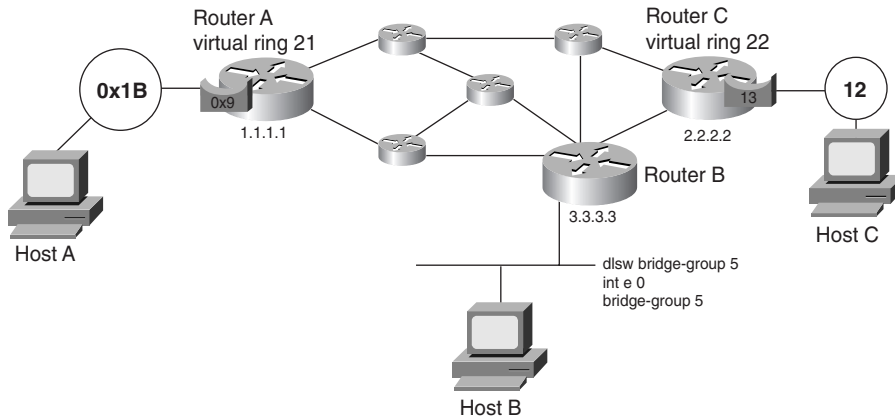 Router A
virtual ring 21
Router C
virtual ring 22
0x1B
0x9
13
12
1.1.1.1
2.2.2.2
Router B
3.3.3.3
Host A
Host C
dlsw bridge-group 5
int e 0
bridge-group 5
Host B